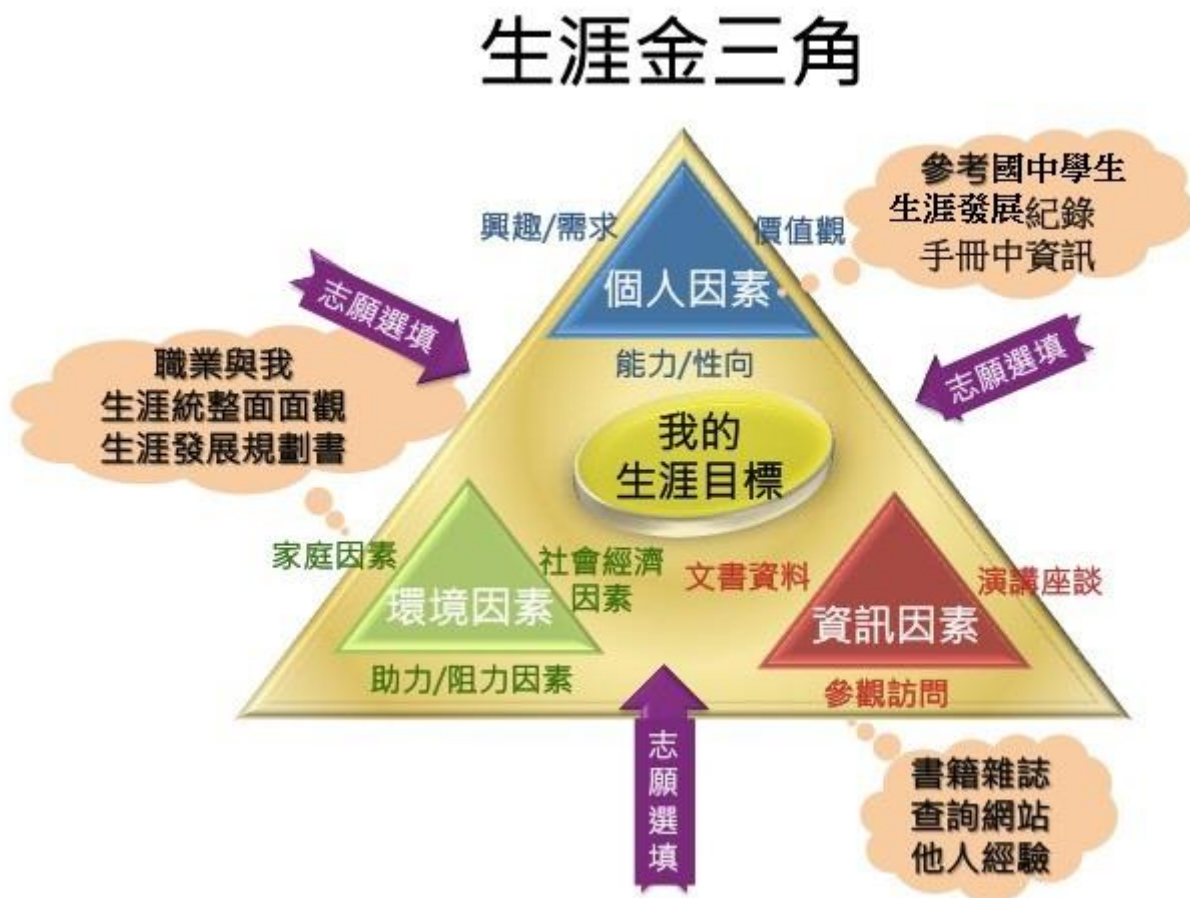 生涯金三角
參考國中學生
生涯發展紀錄
手冊中資訊
興趣/需求
價值觀
個人因素
能力/性向
志願選填
志願選填
職業與我
生涯統整面面觀
生涯發展規劃書
我的
生涯目標
家庭因素
社會經濟
因素
環境因素
助力/阻力因素
文書資料
演講座談
資訊因素
參觀訪問
志願選填
書籍雜誌
查詢網站
他人經驗